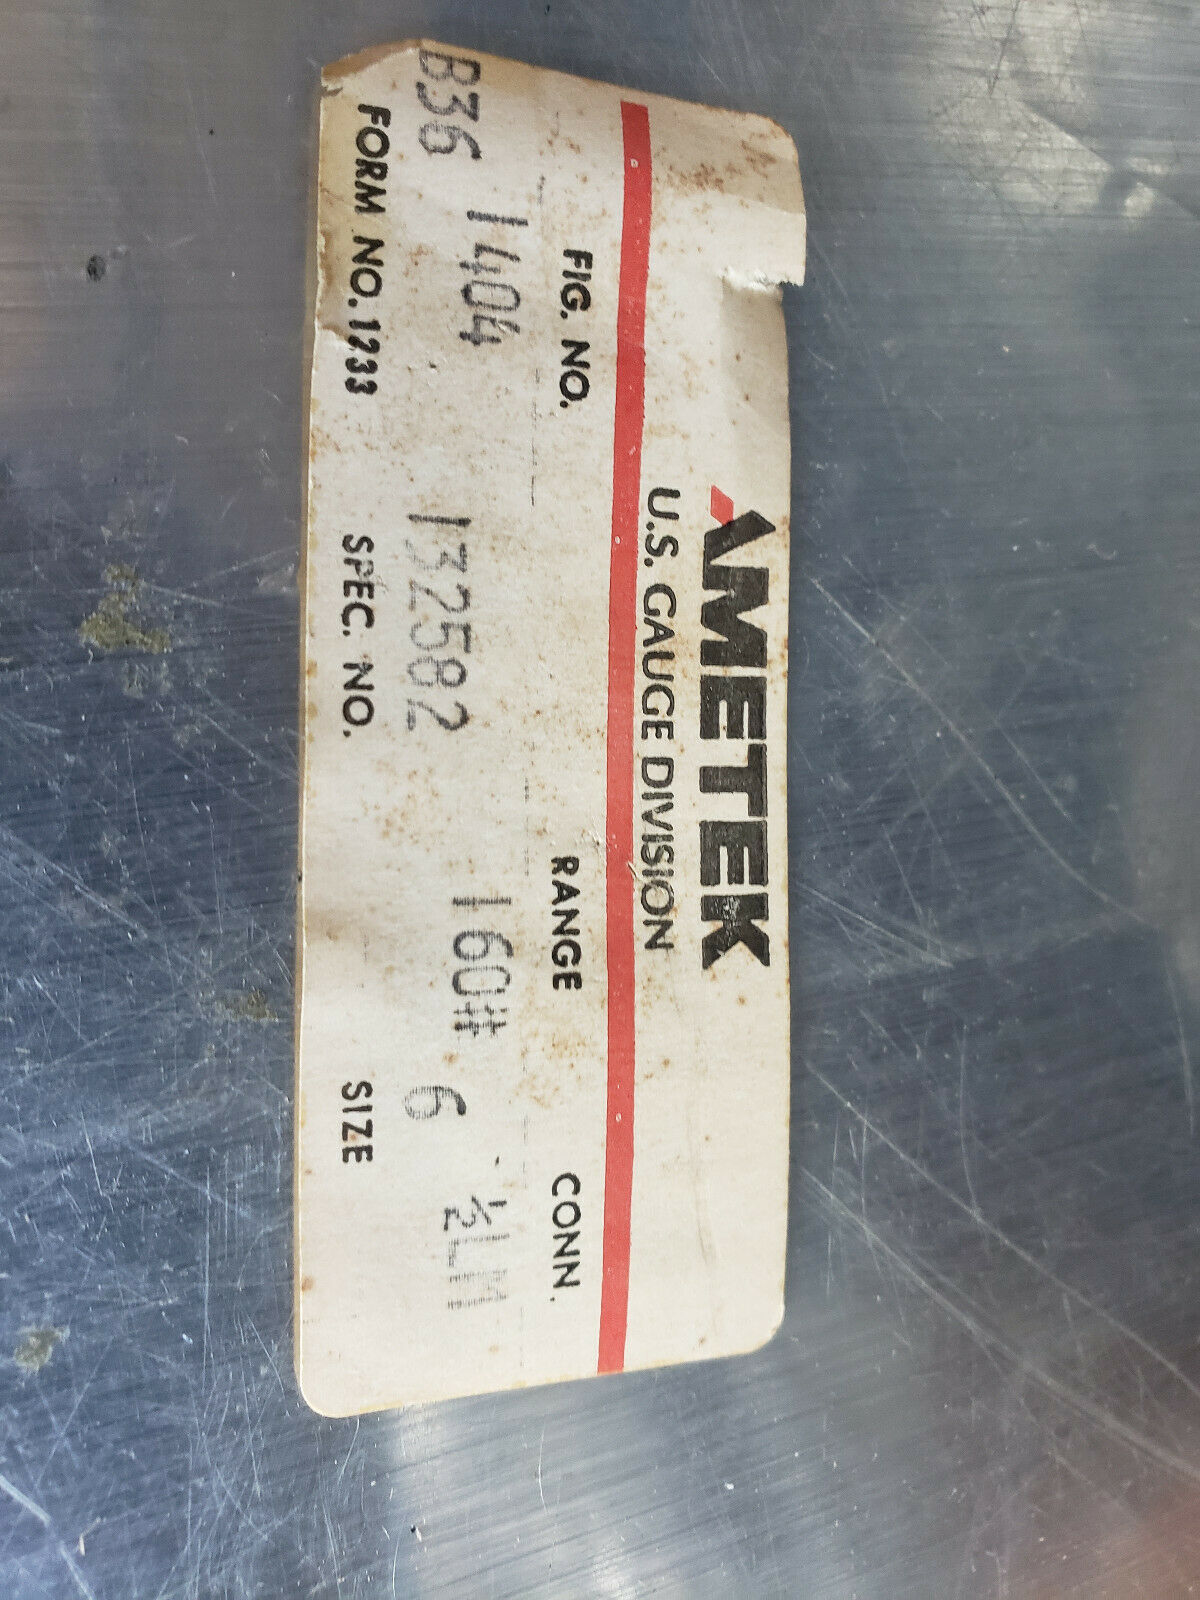 AMETEK
U.S. GAUGE DIVISION
FIG. NO. RANGE CONN.
1404 160# ½LM
B36 132582 6
FORM NO. 1233 SPEC. NO. SIZE